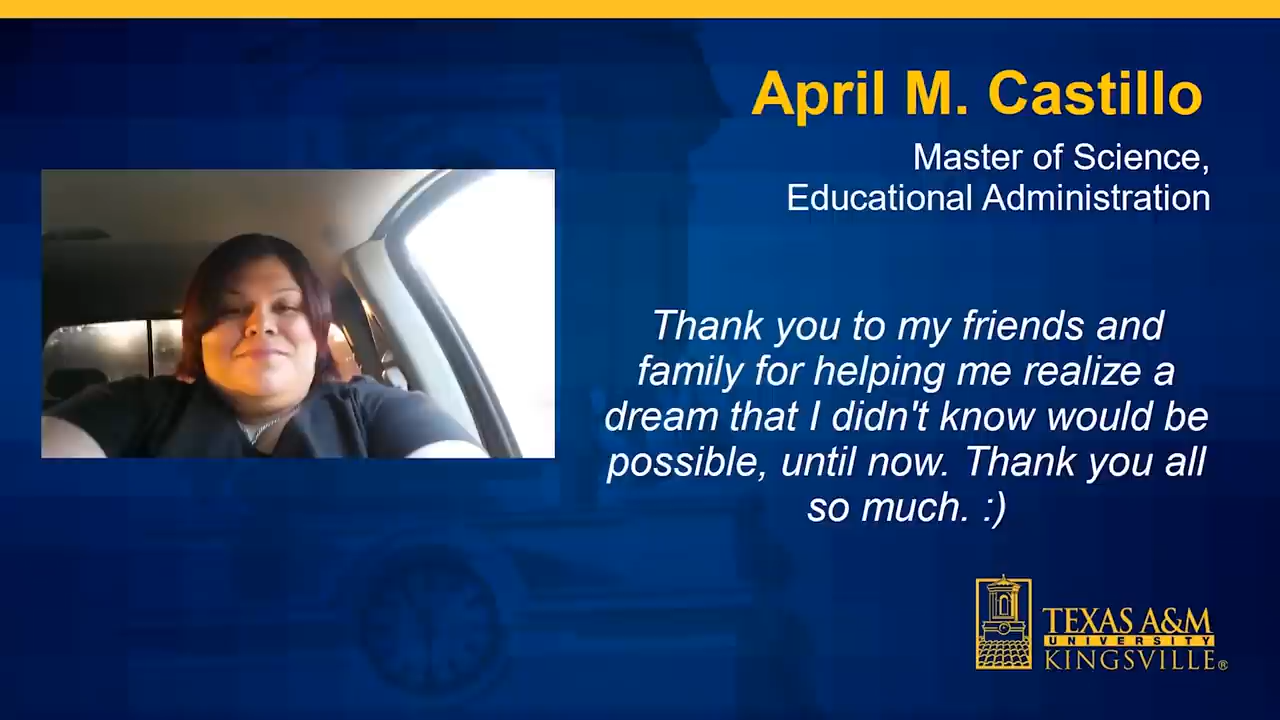 April M. Castillo
Master of Science,
Educational Administration
Thank you to my friends and
family for helping me realize a
dream that I didn't know would be
possible, until now. Thank you all
so much. :)
TEXAS A&M
UNIVERSITY
KINGSVILLE®